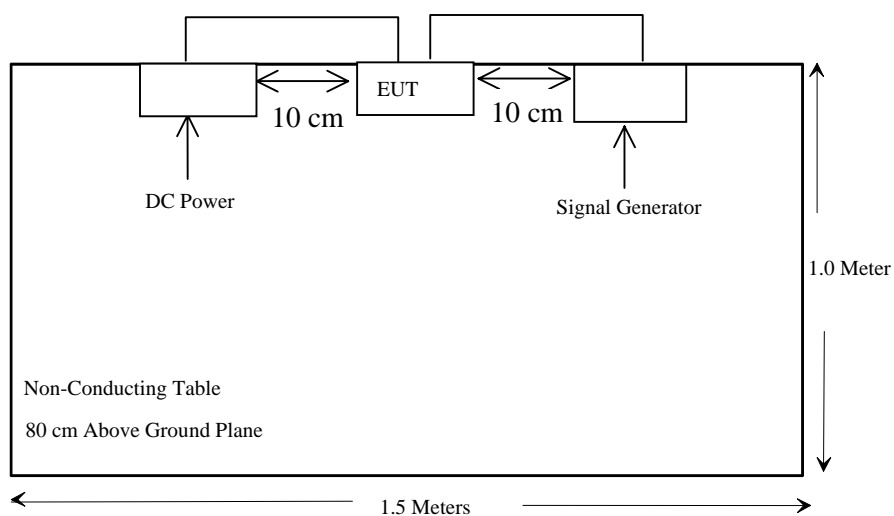 EUT
10 cm
10 cm
DC Power
Signal Generator
1.0 Meter
Non-Conducting Table
80 cm Above Ground Plane
1.5 Meters